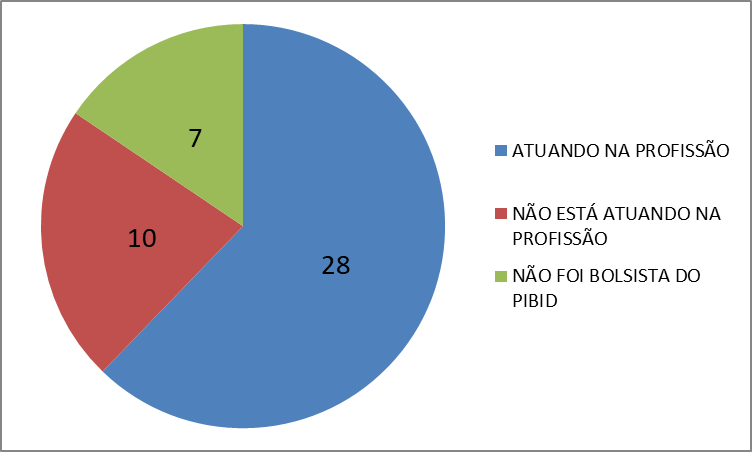 7
10
28
ATUANDO NA PROFISSÃO
NÃO ESTÁ ATUANDO NA
PROFISSÃO
NÃO FOI BOLSISTA DO
PIBID